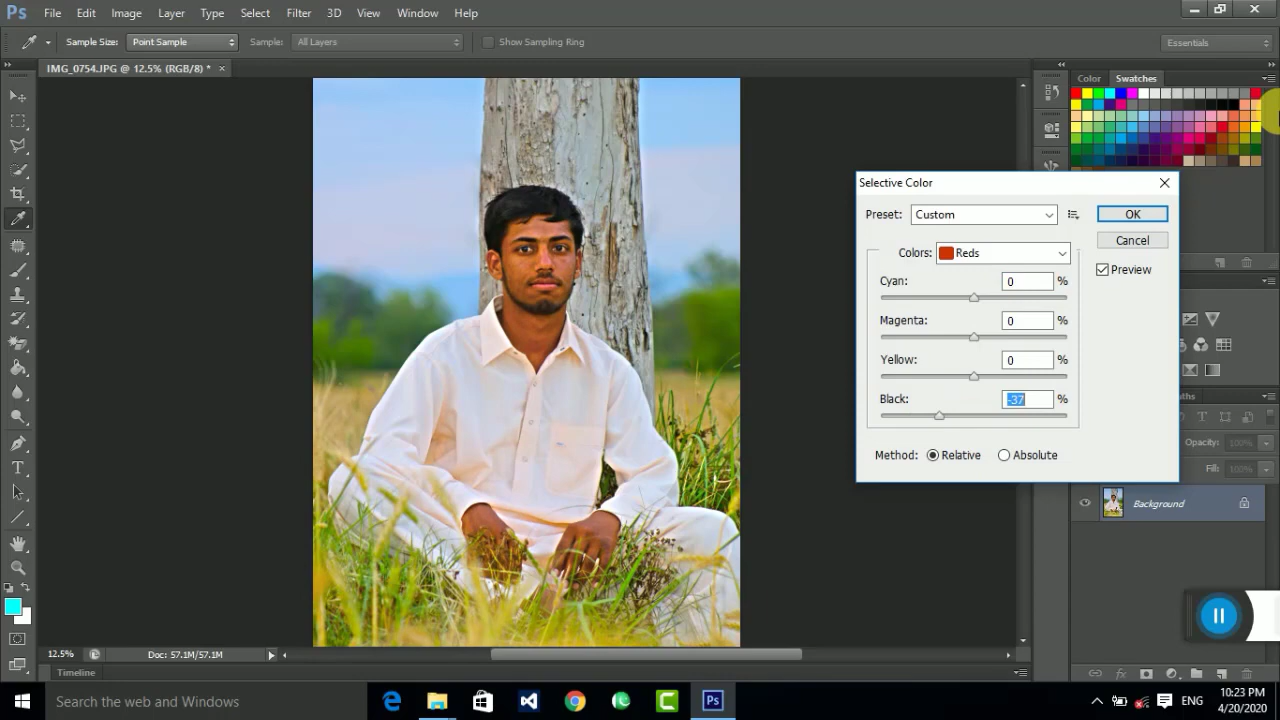 Ps File Edit Image Layer Type Select Filter 3D View Window Help
Sample Size: Point Sample Sample: All Layers Show Sampling Ring Essentials
IMG_0754.JPG @ 12.5% (RGB/8) * ×
Color Swatches
Selective Color
Preset: Custom OK
Cancel
Colors: Reds
Preview
Cyan: 0 %
Magenta: 0 %
Yellow: 0 %
Black: -37 %
Method: Relative Absolute
Opacity: 100%
Fill: 100%
Background
12.5% Doc: 57.1M/57.1M
Timeline
Search the web and Windows
Ps
ENG
10:23 PM
4/20/2020